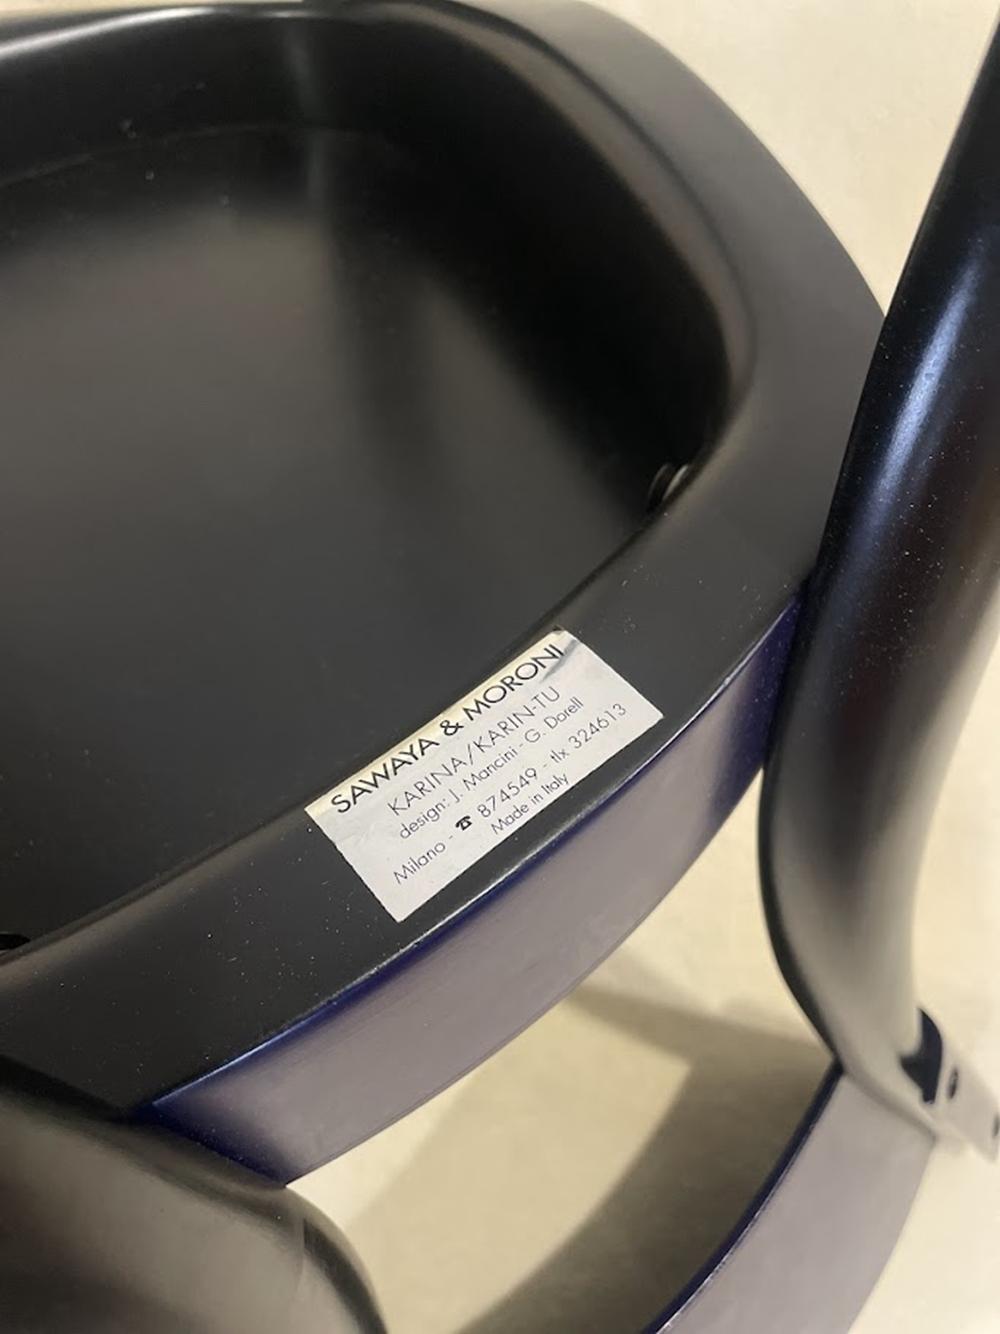 SAWAYA & MORONI
KARINA/KARIN-TU
design: J. Mancini - G. Dorell
Milano - ☎ 874549 - tlx 324613
Made in Italy